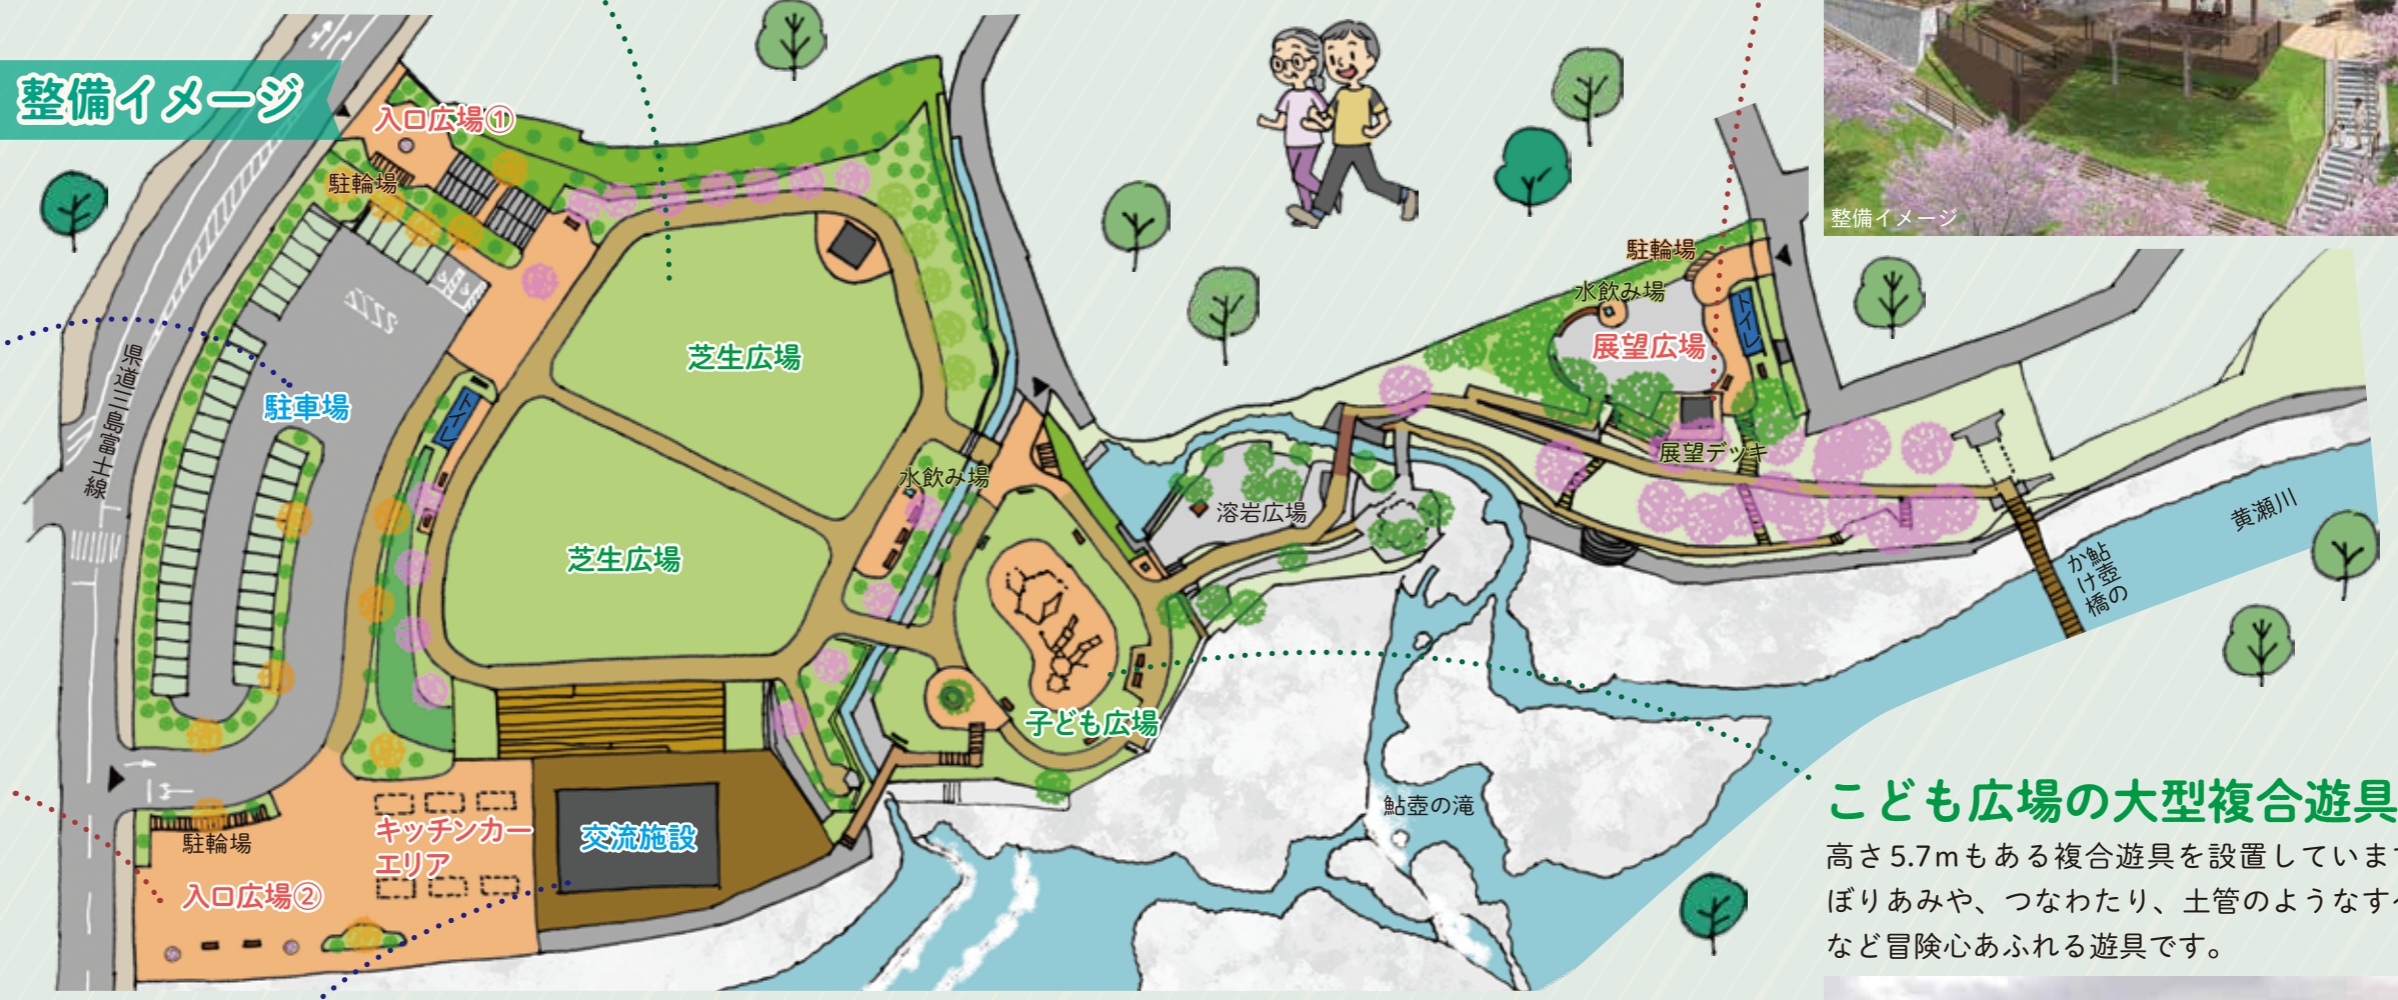 整備イメージ
入口広場①
駐輪場
県道三島富士線
駐車場
トイレ
芝生広場
芝生広場
水飲み場
溶岩広場
子ども広場
駐輪場
水飲み場
展望広場
トイレ
展望デッキ
黄瀬川
鮎壺の
かけ橋
鮎壺の滝
駐輪場
入口広場②
キッチンカー
エリア
交流施設
整備イメージ
こども広場の大型複合遊具
高さ5.7mもある複合遊具を設置していま
ぼりあみや、つなわたり、土管のようなす
など冒険心あふれる遊具です。